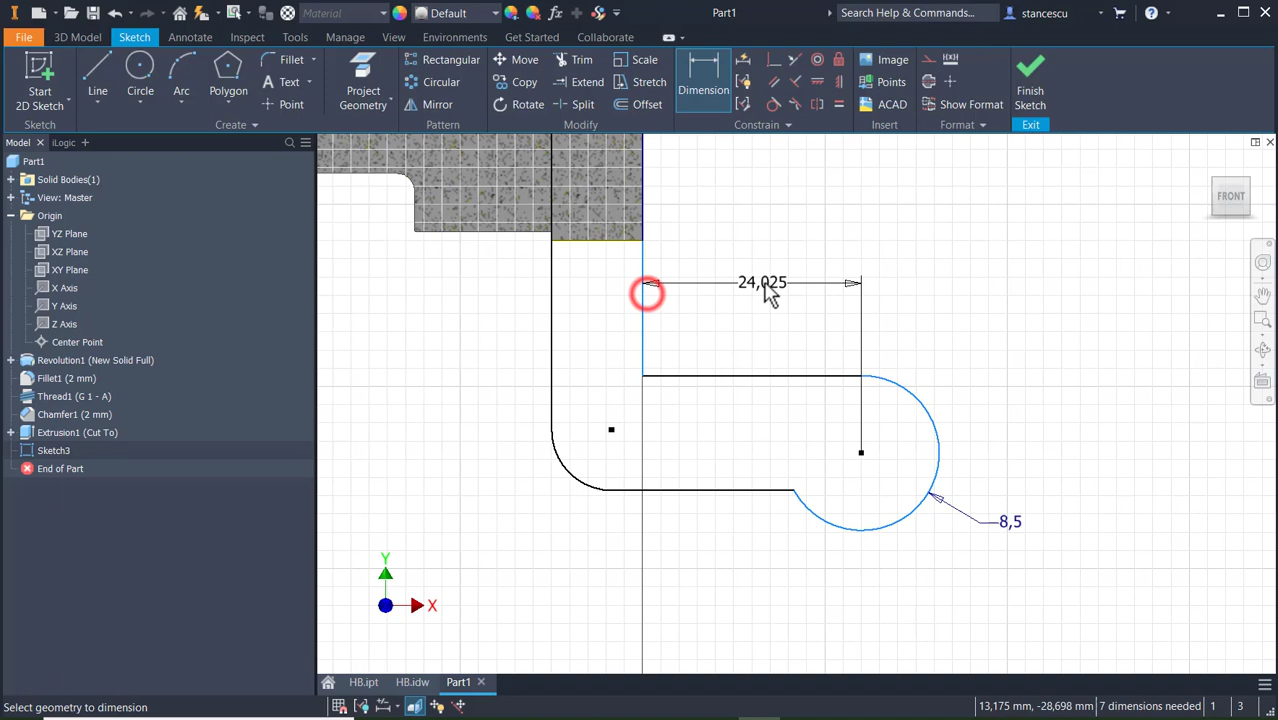 Material
Default
Part1
Search Help & Commands...
stancescu
File
3D Model
Sketch
Annotate
Inspect
Tools
Manage
View
Environments
Get Started
Collaborate
Start
2D Sketch
Line
Circle
Arc
Polygon
Fillet
Text
Point
Project
Geometry
Rectangular
Circular
Mirror
Move
Copy
Rotate
Trim
Extend
Split
Scale
Stretch
Offset
Dimension
Image
Points
ACAD
Show Format
Finish
Sketch
Sketch
Create
Pattern
Modify
Constrain
Insert
Format
Exit
Model
iLogic
Part1
Solid Bodies(1)
View: Master
Origin
YZ Plane
XZ Plane
XY Plane
X Axis
Y Axis
Z Axis
Center Point
Revolution1 (New Solid Full)
Fillet1 (2 mm)
Thread1 (G 1 - A)
Chamfer1 (2 mm)
Extrusion1 (Cut To)
Sketch3
End of Part
FRONT
24,025
8,5
Y
X
HB.ipt
HB.idw
Part1
Select geometry to dimension
13,175 mm, -28,698 mm
7 dimensions needed
1
3